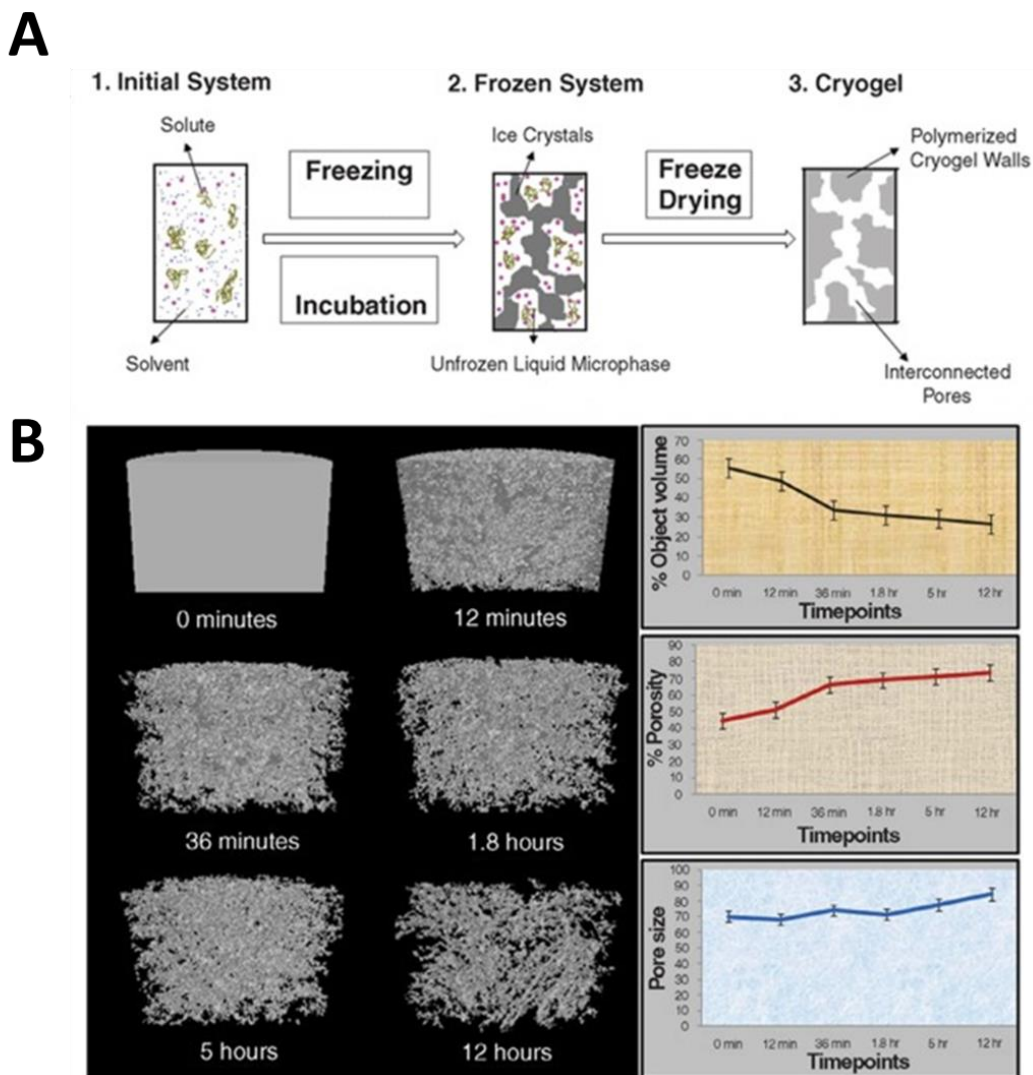 A
1. Initial System
2. Frozen System
3. Cryogel
Solute
Solvent
Freezing
Incubation
Ice Crystals
Unfrozen Liquid Microphase
Freeze
Drying
Polymerized
Cryogel Walls
Interconnected
Pores
B
0 minutes
12 minutes
36 minutes
1.8 hours
5 hours
12 hours
% Object volume
70
60
50
40
30
20
10
0
0 min 12 min 36 min 1.8 hr 5 hr 12 hr
Timepoints
% Porosity
90
80
70
60
50
40
30
20
10
0
0 min 12 min 36 min 1.8 hr 5 hr 12 hr
Timepoints
Pore size
100
90
80
70
60
50
40
30
20
10
0
0 min 12 min 36 min 1.8 hr 5 hr 12 hr
Timepoints